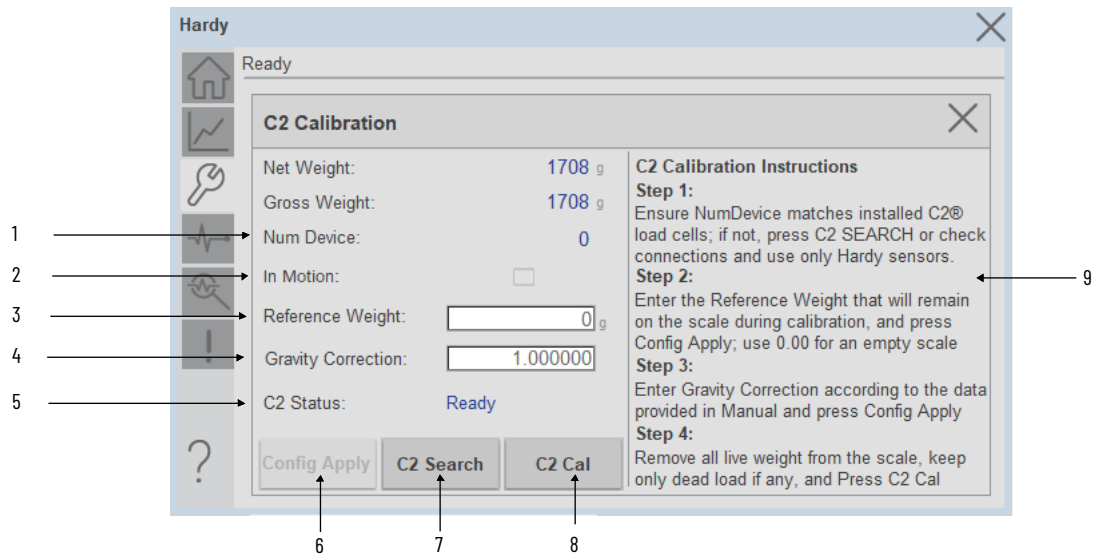 Hardy
Ready
C2 Calibration
Net Weight: 1708 g
Gross Weight: 1708 g
1 Num Device: 0
2 In Motion:
3 Reference Weight: 0 g
4 Gravity Correction: 1.000000
5 C2 Status: Ready
Config Apply C2 Search C2 Cal
6 7 8
C2 Calibration Instructions
Step 1:
Ensure NumDevice matches installed C2®
load cells; if not, press C2 SEARCH or check
connections and use only Hardy sensors.
Step 2:
Enter the Reference Weight that will remain
on the scale during calibration, and press
Config Apply; use 0.00 for an empty scale
Step 3:
Enter Gravity Correction according to the data
provided in Manual and press Config Apply
Step 4:
Remove all live weight from the scale, keep
only dead load if any, and Press C2 Cal
9